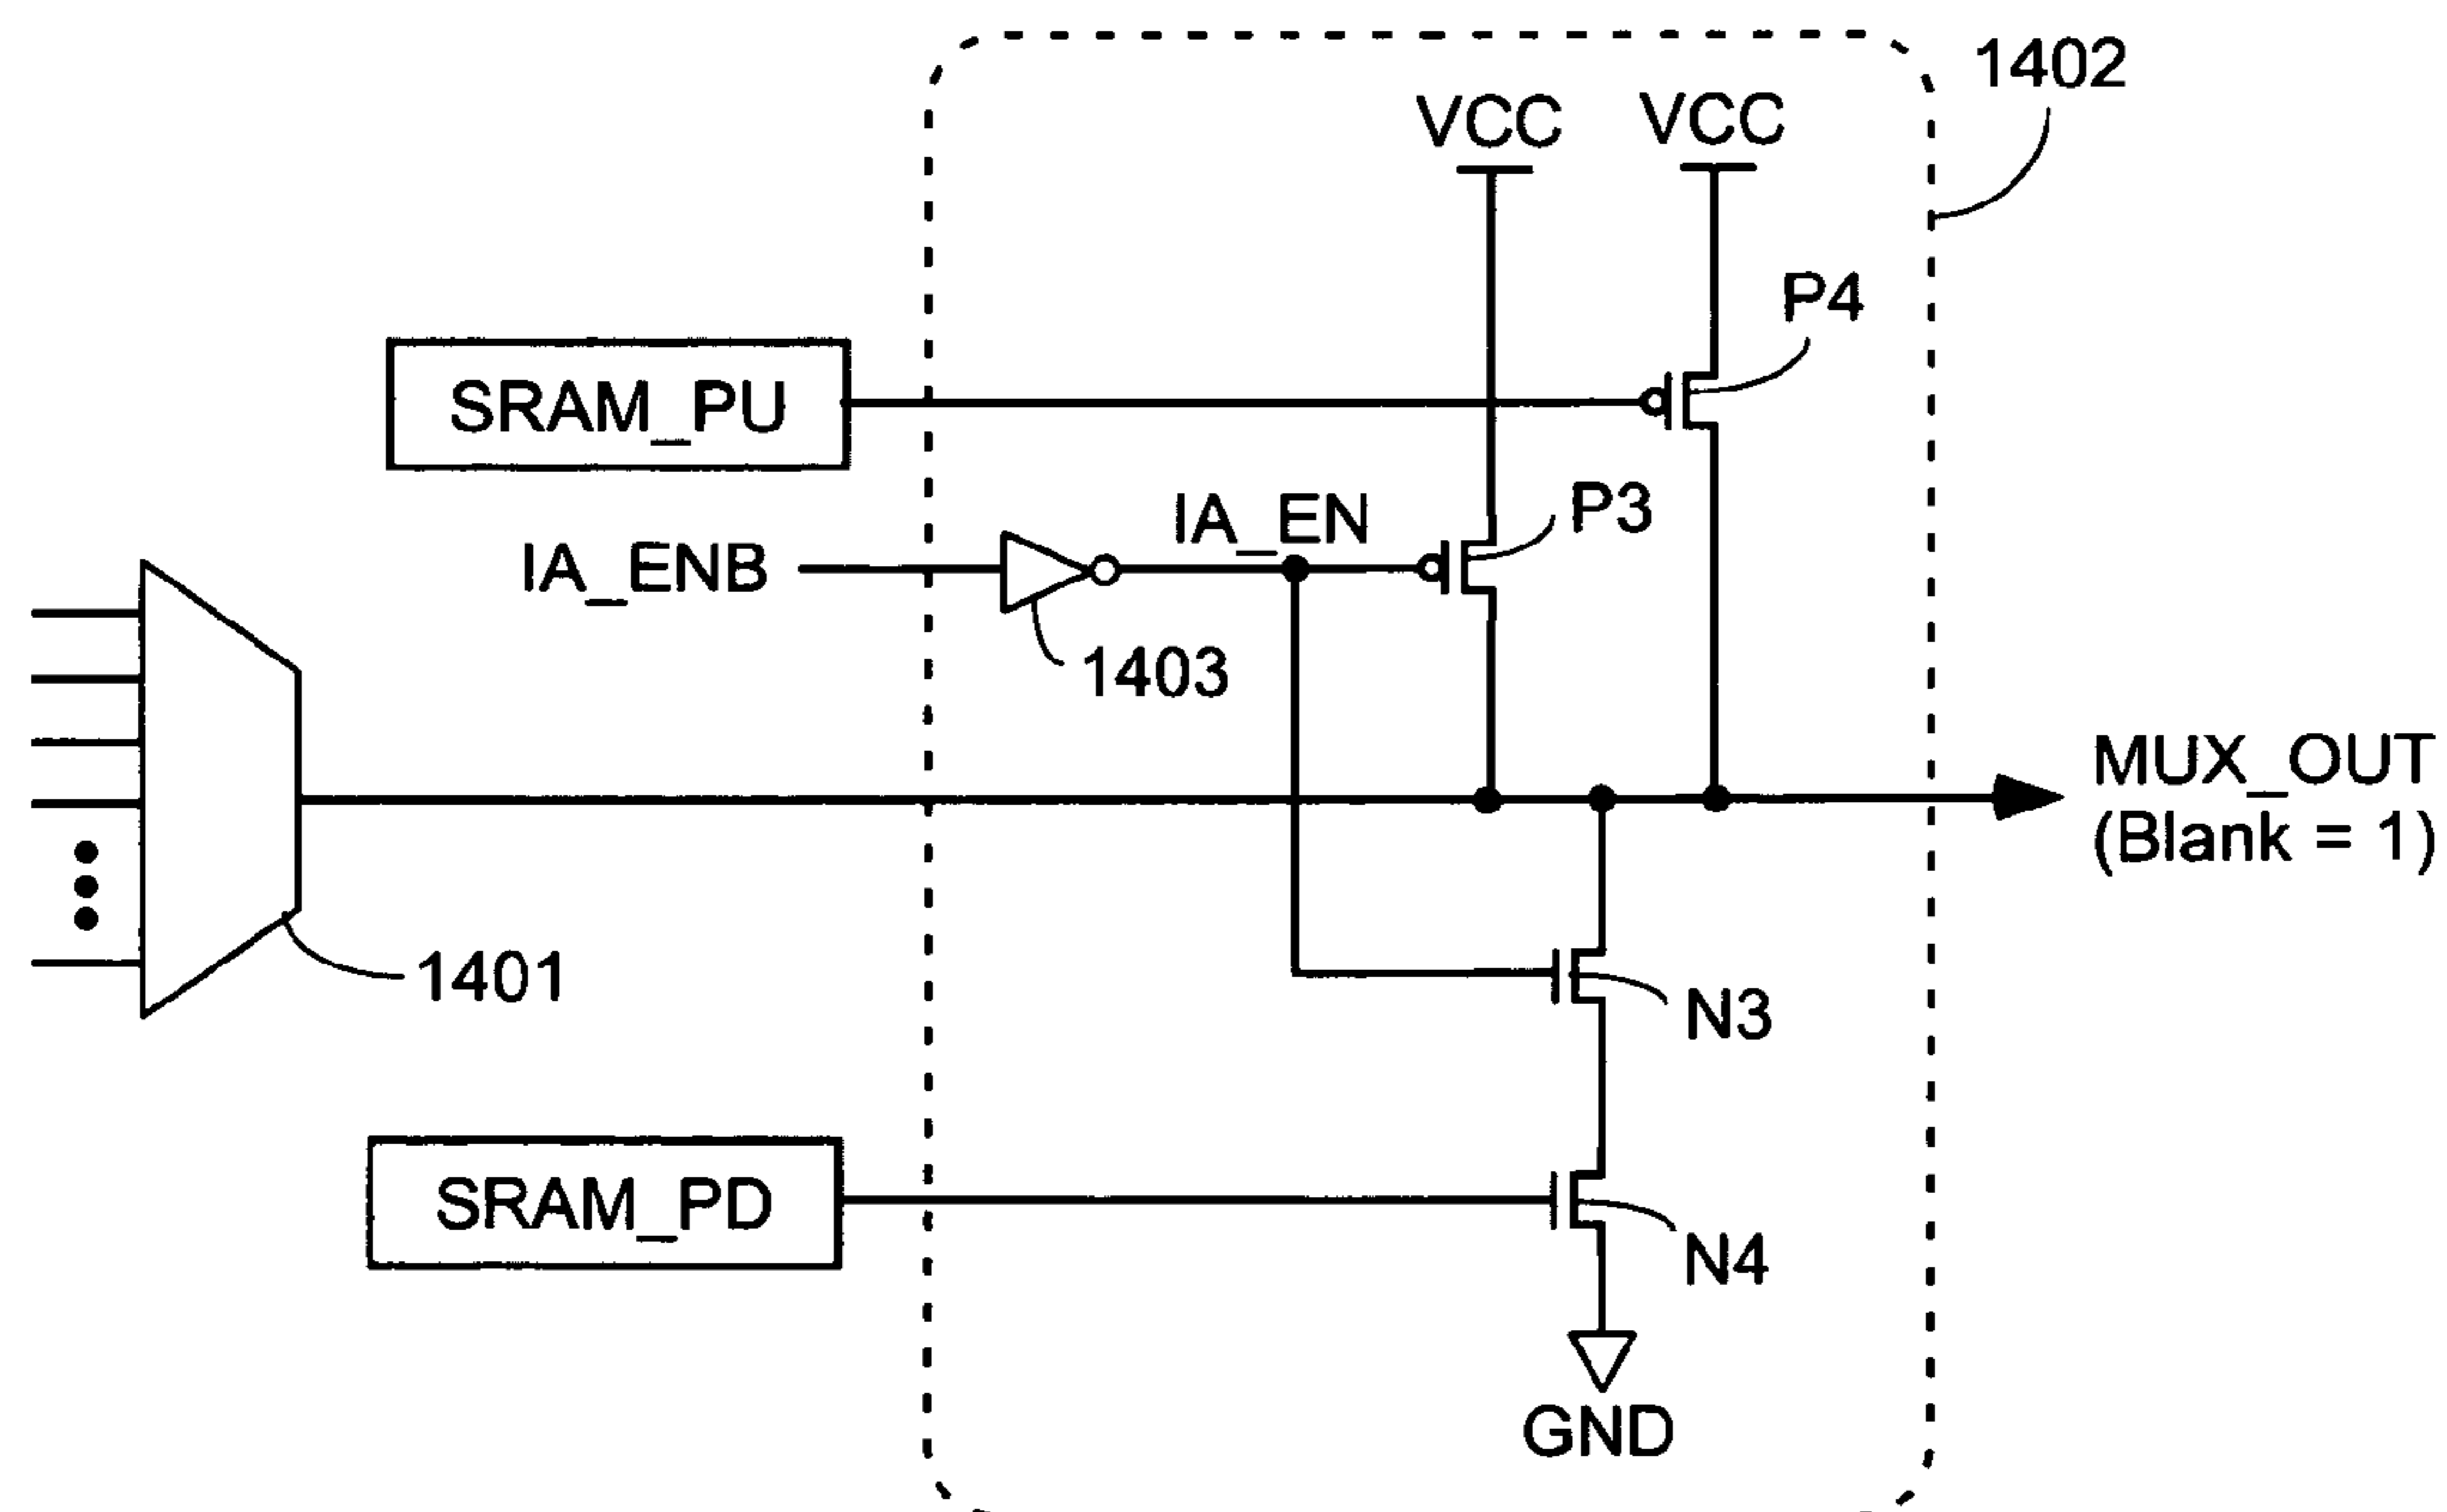 1402
VCC
VCC
P4
SRAM_PU
P3
IA_EN
IA_ENB
1403
MUX_OUT
(Blank = 1)
1401
N3
SRAM_PD
N4
GND